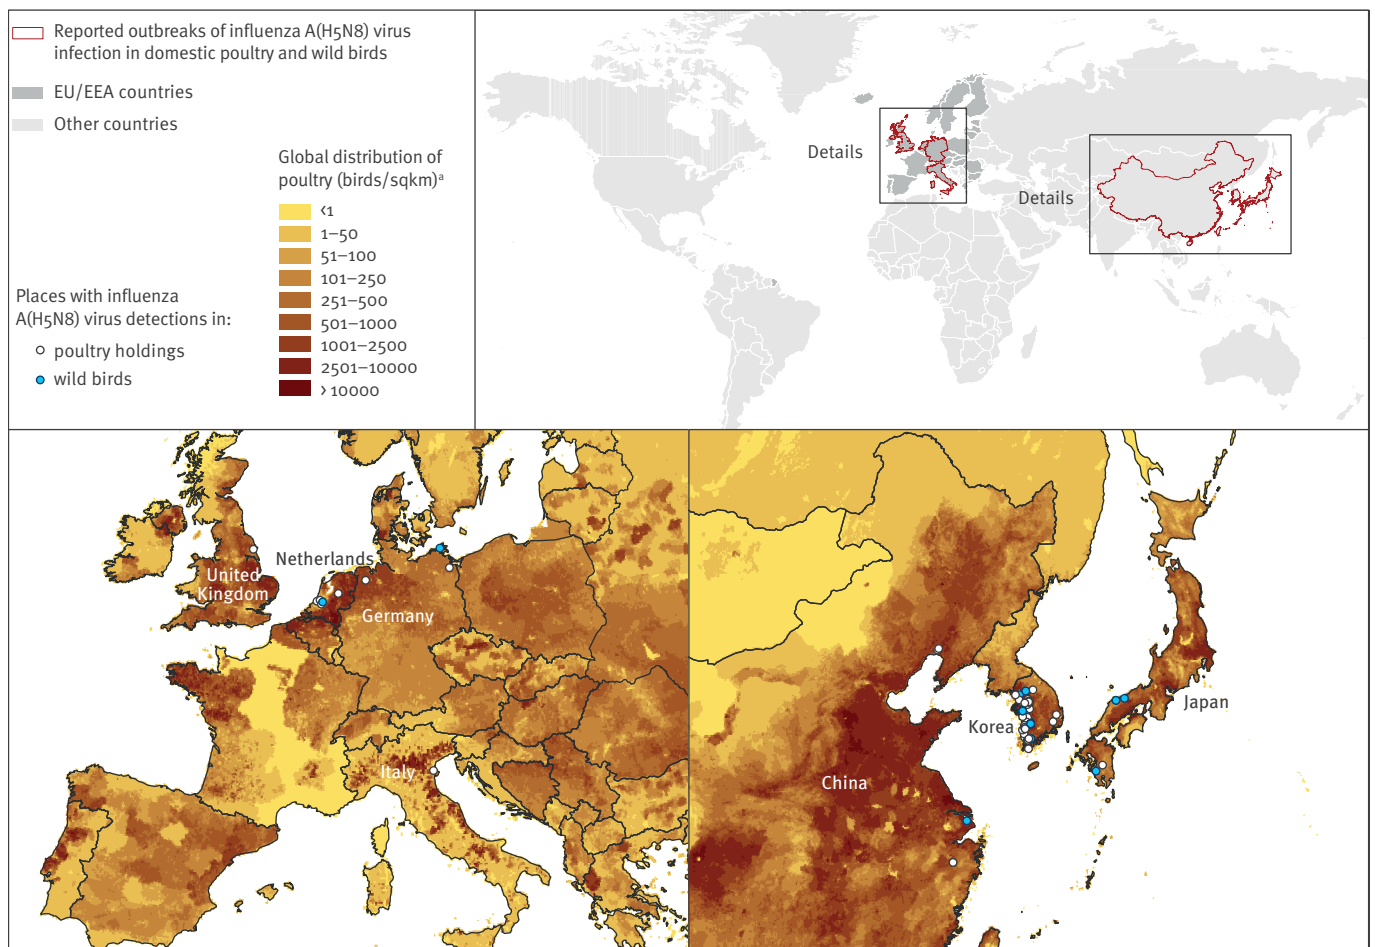 Reported outbreaks of influenza A(H5N8) virus
infection in domestic poultry and wild birds
EU/EEA countries
Other countries
Global distribution of
poultry (birds/sqkm)ᵃ
<1
1–50
51–100
101–250
251–500
501–1000
1001–2500
2501–10000
> 10000
Places with influenza
A(H5N8) virus detections in:
poultry holdings
wild birds
Details
Details
Netherlands
United
Kingdom
Germany
Italy
China
Korea
Japan